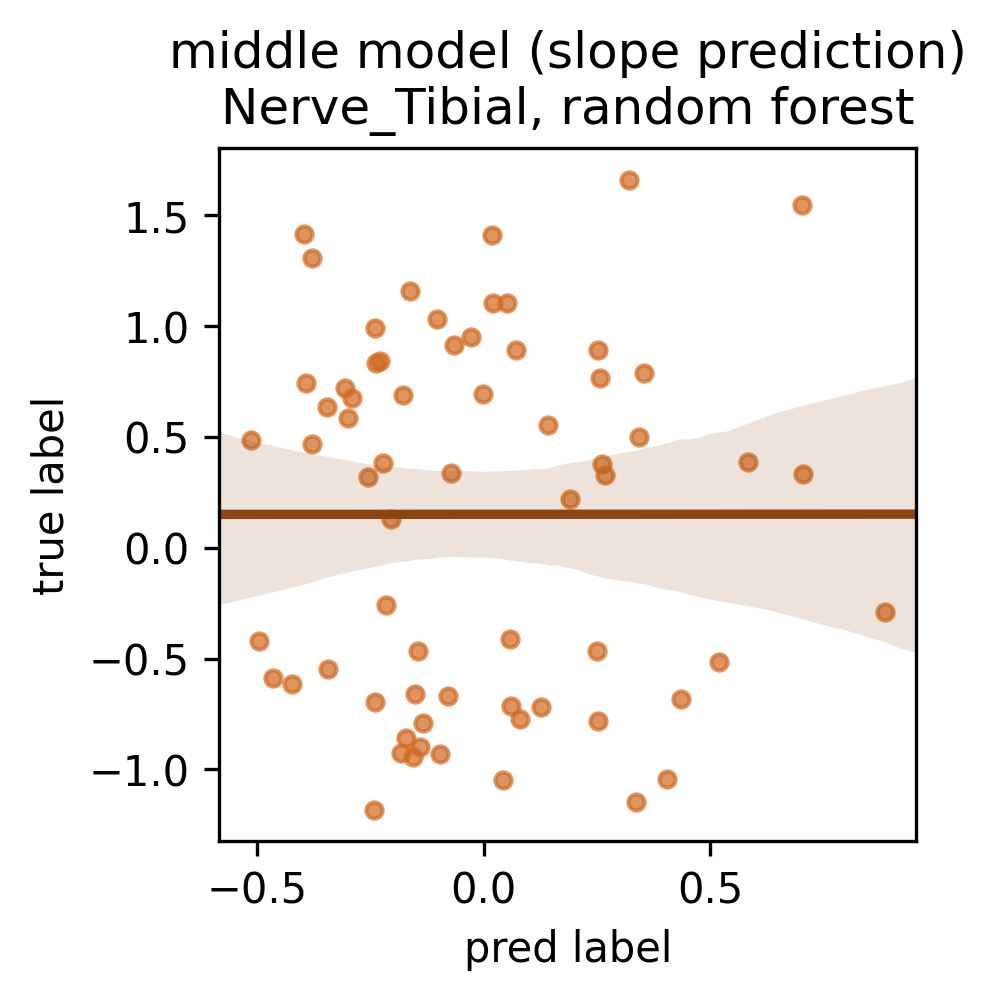 middle model (slope prediction)
Nerve_Tibial, random forest
1.5
1.0
0.5
0.0
−0.5
−1.0
true label
−0.5
0.0
0.5
pred label